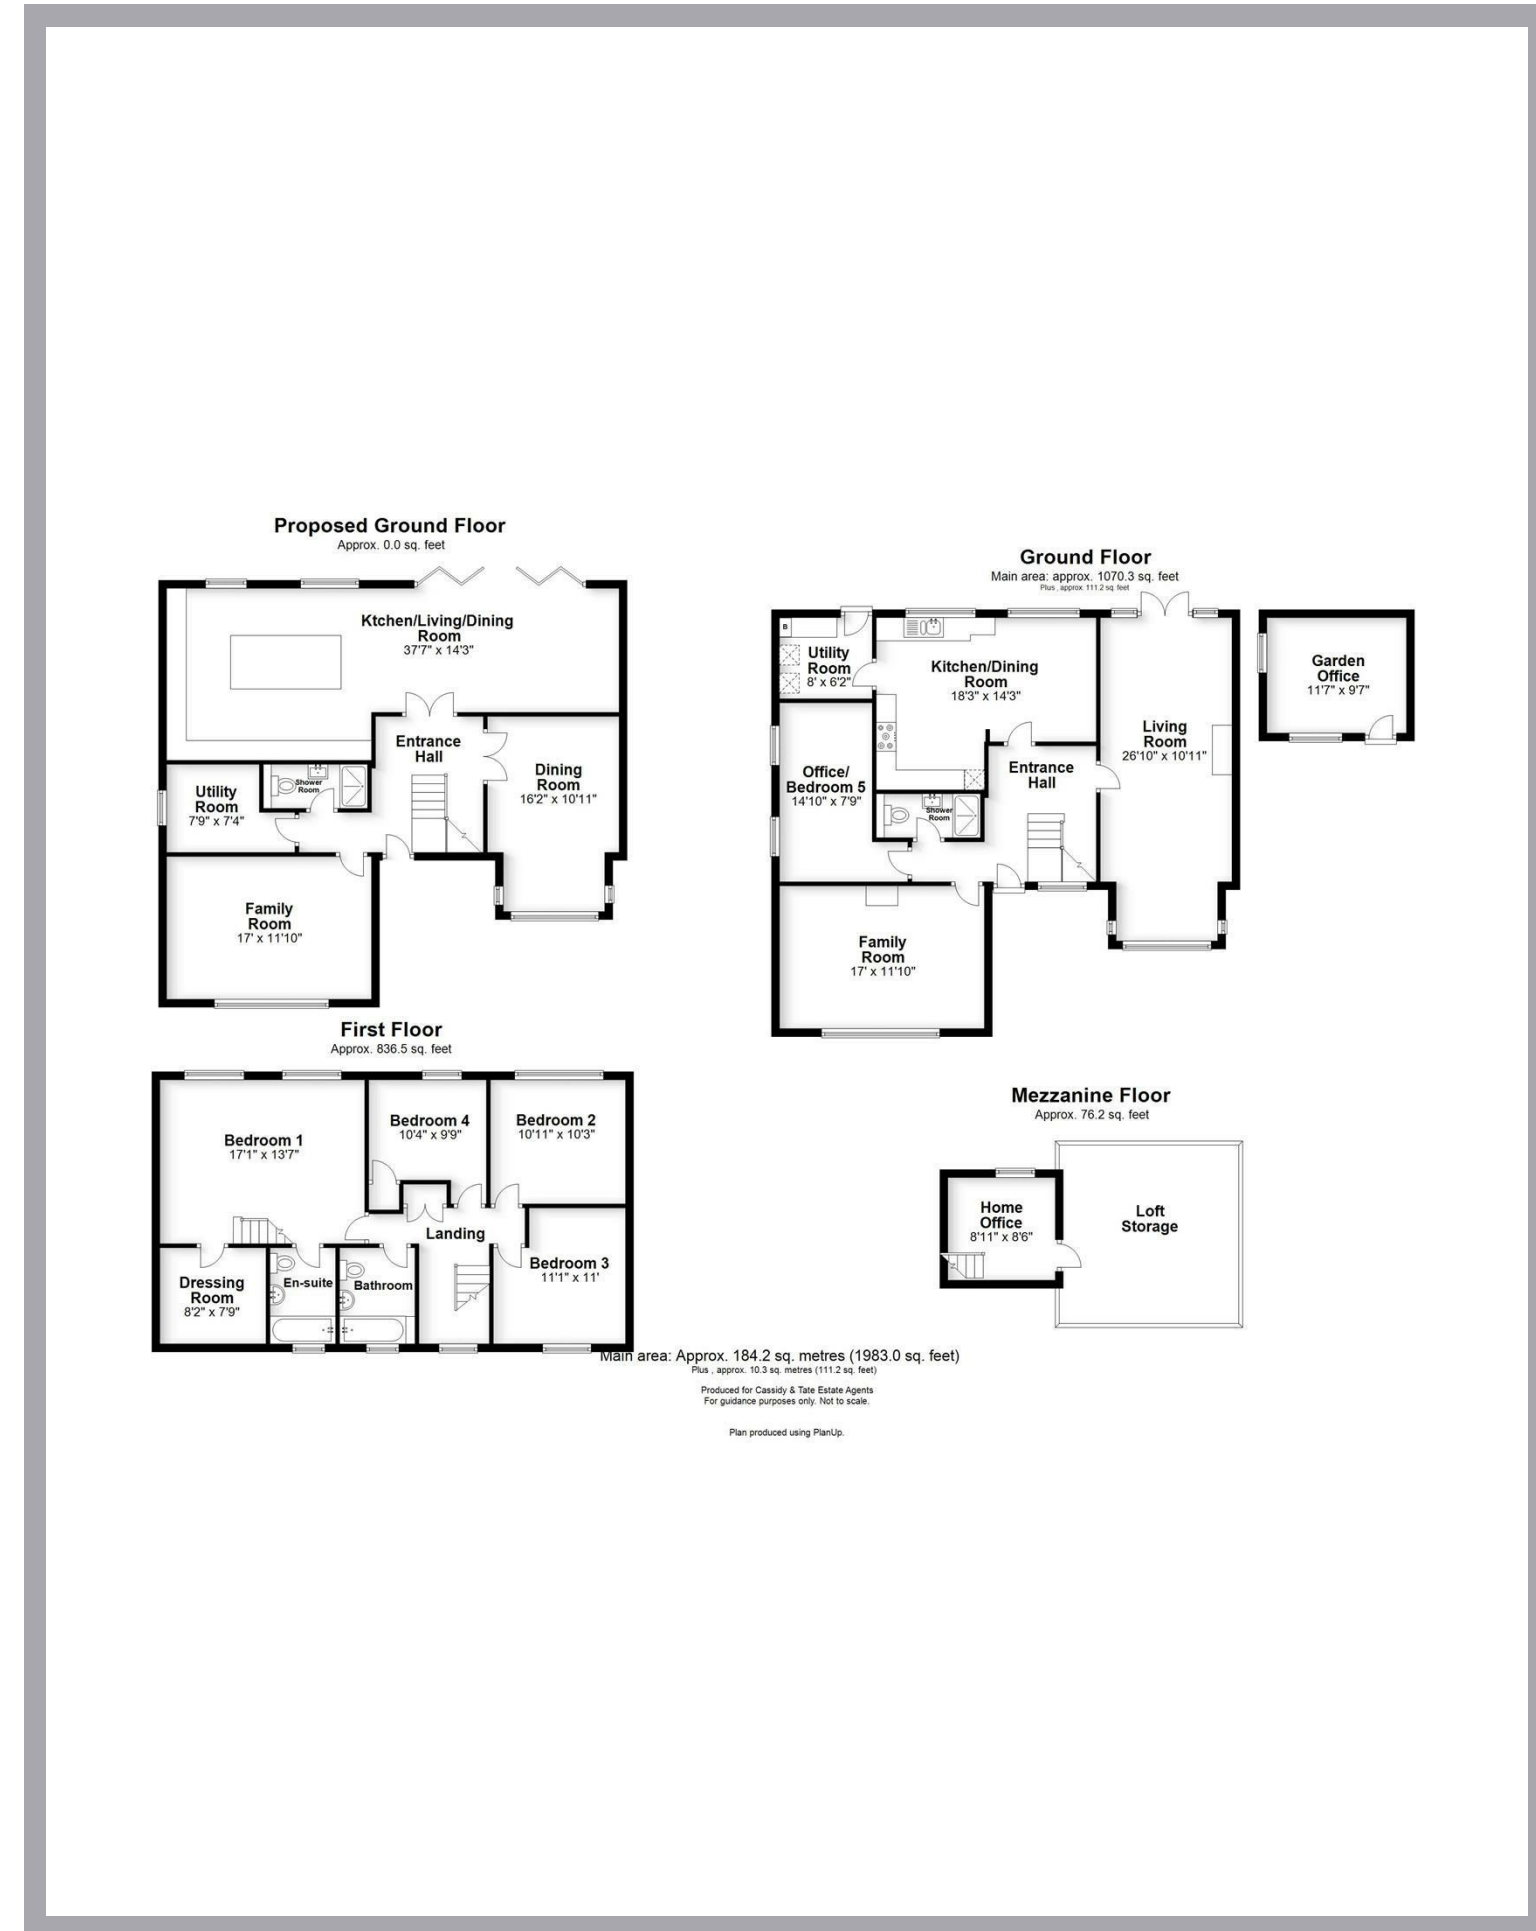 Proposed Ground Floor
Approx. 0.0 sq. feet
Ktchen/Living/Dining
Room
37'7" x 14'3"
Entrance
Hall
Dining
Room
16'2" x 10'11"
Shower
Room
Utility
Room
7'9" x 7'4"
Family
Room
17' x 11'10"
Ground Floor
Main area: approx. 1070.3 sq. feet
Plus , approx. 111.2 sq. feet
B
Utility
Room
8' x 6'2"
Kitchen/Dining
Room
18'3" x 14'3"
Living
Room
26'10" x 10'11"
Garden
Office
11'7" x 9'7"
Office/
Bedroom 5
14'10" x 7'9"
Entrance
Hall
Shower
Room
Family
Room
17' x 11'10"
First Floor
Approx. 836.5 sq. feet
Bedroom 1
17'1" x 13'7"
Bedroom 4
10'4" x 9'9"
Bedroom 2
10'11" x 10'3"
Landing
Bedroom 3
11'1" x 11'
Dressing
Room
8'2" x 7'9"
En-suite
Bathroom
Mezzanine Floor
Approx. 76.2 sq. feet
Home
Office
8'11" x 8'6"
Loft
Storage
Main area: Approx. 184.2 sq. metres (1983.0 sq. feet)
Plus , approx. 10.3 sq. metres (111.2 sq. feet)
Produced for Cassidy & Tate Estate Agents
For guidance purposes only. Not to scale.
Plan produced using PlanUp.